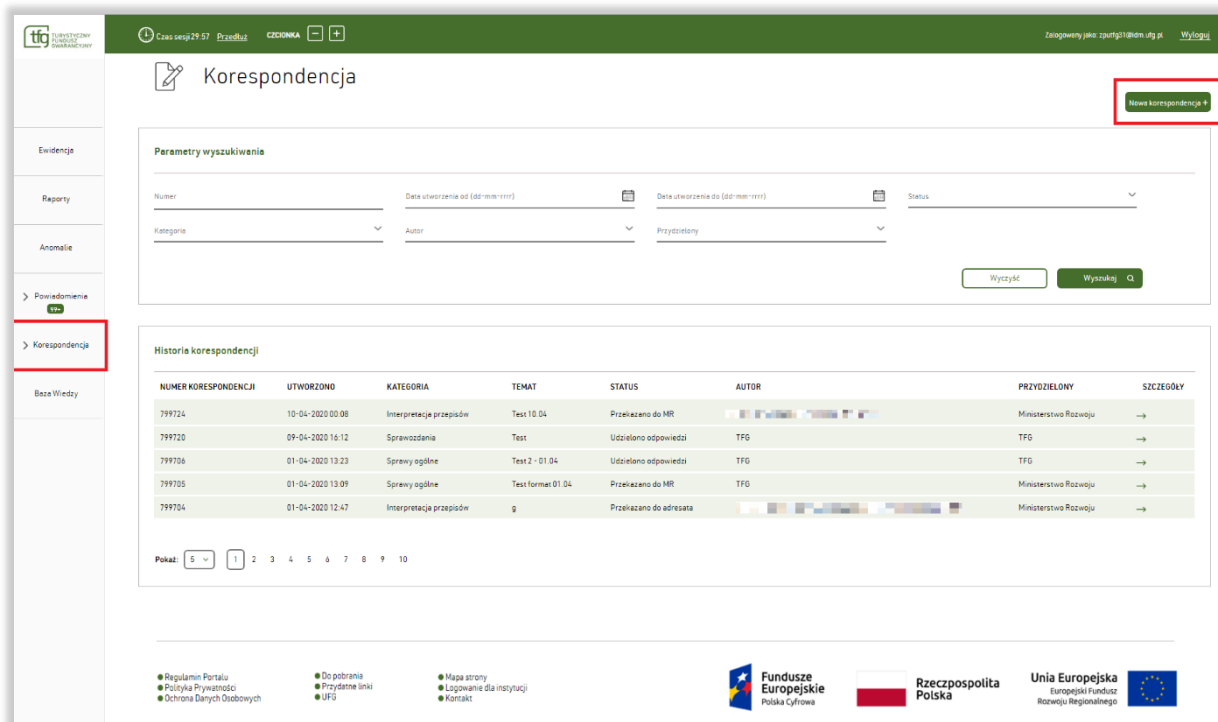 tfg TURYSTYCZNY FUNDUSZ GWARANCYJNY
Czas sesji 29:57 Przedłuż CZCIONKA − +
Zalogowany jako: zputfg31@idm.ufg.pl Wyloguj
Korespondencja
Nowa korespondencja +
Ewidencja
Raporty
Anomalie
Powiadomienia
99+
Korespondencja
Baza Wiedzy
Parametry wyszukiwania
Numer Data utworzenie od (dd-mm-rrrr) Data utworzenie do (dd-mm-rrrr) Status
Kategoria Autor Przydzielony
Wyczyść Wyszukaj
Historia korespondencji
NUMER KORESPONDENCJI UTWORZONO KATEGORIA TEMAT STATUS AUTOR PRZYDZIELONY SZCZEGÓŁY
799724 10-04-2020 00:08 Interpretacja przepisów Test 10.04 Przekazano do MR Ministerstwo Rozwoju →
799720 09-04-2020 16:12 Sprawozdania Test Udzielono odpowiedzi TFG TFG →
799706 01-04-2020 13:23 Sprawy ogólne Test 2 - 01.04 Udzielono odpowiedzi TFG TFG →
799705 01-04-2020 13:09 Sprawy ogólne Test format 01.04 Przekazano do MR TFG Ministerstwo Rozwoju →
799704 01-04-2020 12:47 Interpretacja przepisów g Przekazano do adresata Ministerstwo Rozwoju →
Pokaż: 5 1 2 3 4 5 6 7 8 9 10
Regulamin Portalu
Polityka Prywatności
Ochrona Danych Osobowych
Do pobrania
Przydatne linki
UFG
Mapa strony
Logowanie dla instytucji
Kontakt
Fundusze
Europejskie
Polska Cyfrowa
Rzeczpospolita
Polska
Unia Europejska
Europejski Fundusz
Rozwoju Regionalnego